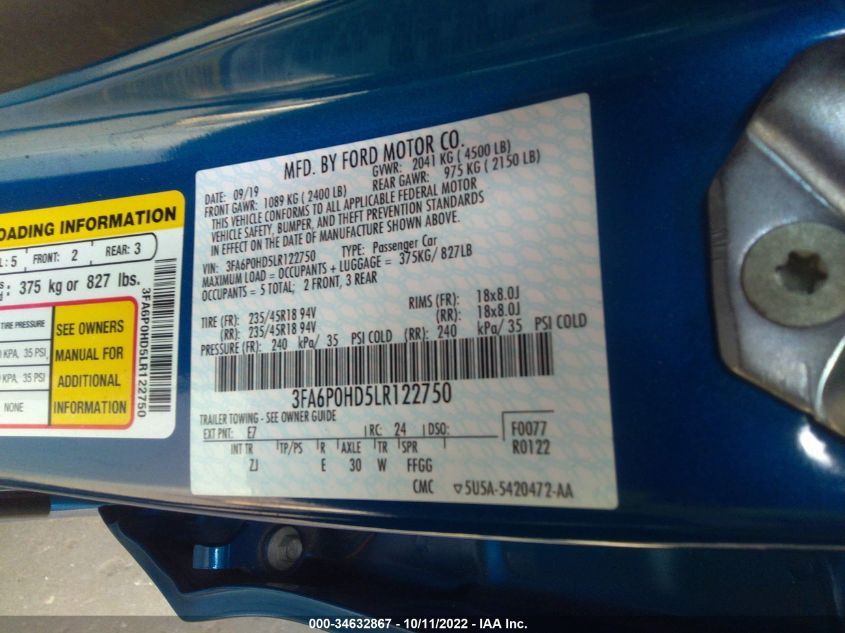 OADING INFORMATION
L: 5 FRONT: 2 REAR: 3
375 kg or 827 lbs.
TIRE PRESSURE
KPA, 35 PSI
KPA, 35 PSI
NONE
SEE OWNERS
MANUAL FOR
ADDITIONAL
INFORMATION
3FA6P0HD5LR122750
MFD. BY FORD MOTOR CO.
DATE: 09/19 GVWR: 2041 KG ( 4500 LB)
FRONT GAWR: 1089 KG ( 2400 LB) REAR GAWR: 975 KG ( 2150 LB)
THIS VEHICLE CONFORMS TO ALL APPLICABLE FEDERAL MOTOR
VEHICLE SAFETY, BUMPER, AND THEFT PREVENTION STANDARDS
IN EFFECT ON THE DATE OF MANUFACTURE SHOWN ABOVE.
VIN: 3FA6P0HD5LR122750 TYPE: Passenger Car
MAXIMUM LOAD = OCCUPANTS + LUGGAGE = 375KG/ 827LB
OCCUPANTS = 5 TOTAL; 2 FRONT, 3 REAR
TIRE (FR): 235/45R18 94V RIMS (FR): 18x8.0J
(RR): 235/45R18 94V (RR): 18x8.0J
PRESSURE (FR): 240 kPa/ 35 PSI COLD (RR): 240 kPa/ 35 PSI COLD
3FA6P0HD5LR122750
TRAILER TOWING - SEE OWNER GUIDE
EXT PNT: E7 RC: 24 DSO: F0077
INT TR TP/PS R AXLE TR SPR R0122
ZJ E 30 W FFGG
CMC 5U5A-5420472-AA
000-34632867 - 10/11/2022 - IAA Inc.